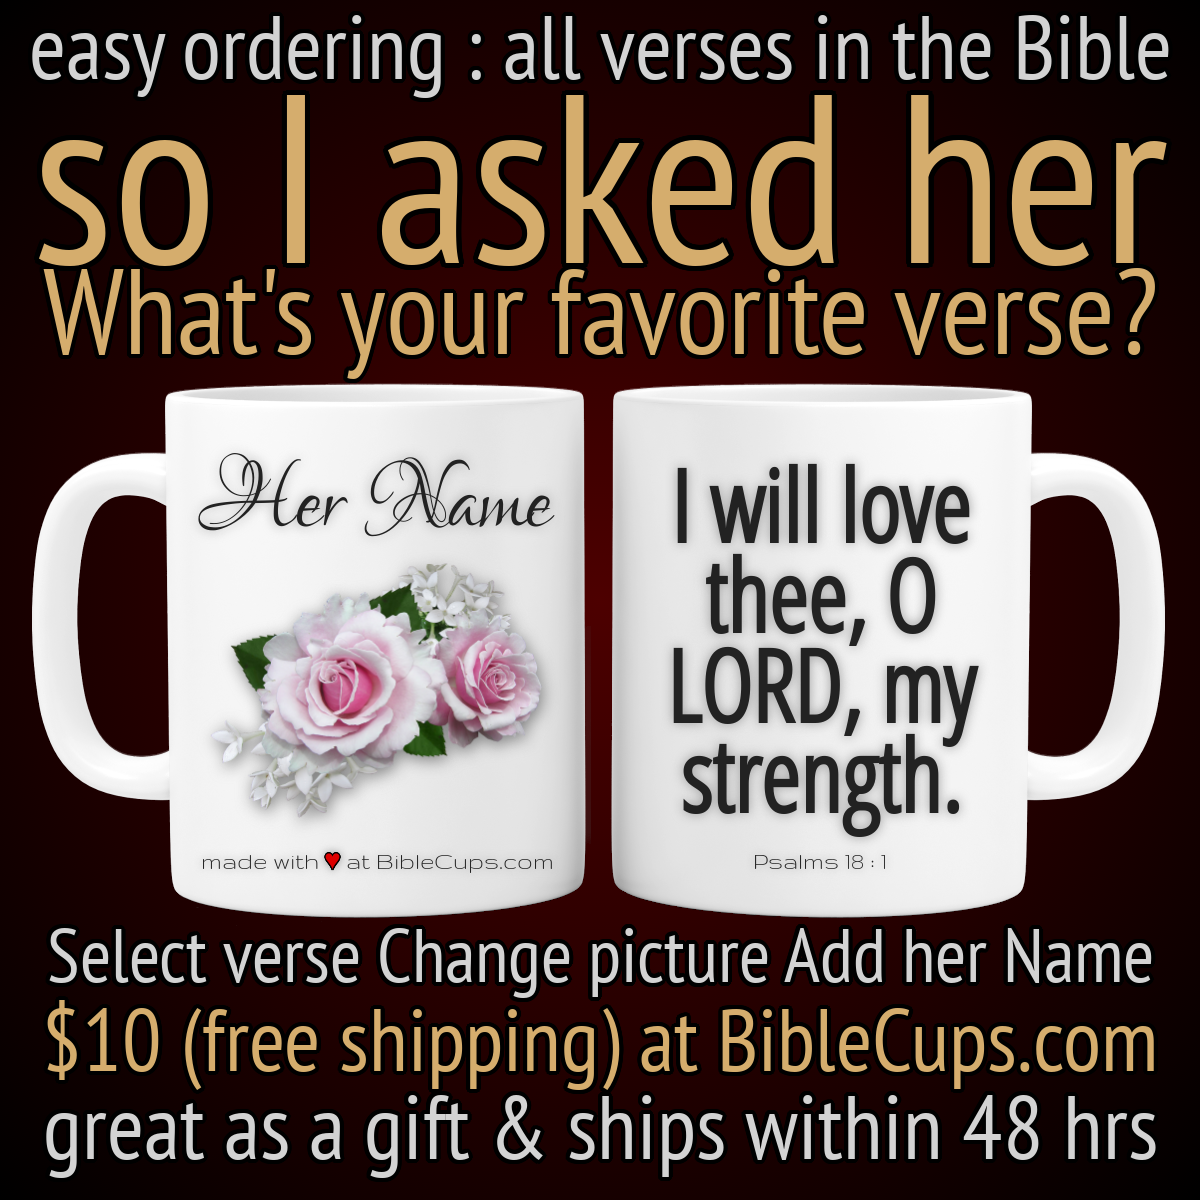 easy ordering : all verses in the Bible
so I asked her
What's your favorite verse?
Her Name
made with ♥ at BibleCups.com
I will love
thee, O
LORD, my
strength.
Psalms 18 : 1
Select verse Change picture Add her Name
$10 (free shipping) at BibleCups.com
great as a gift & ships within 48 hrs